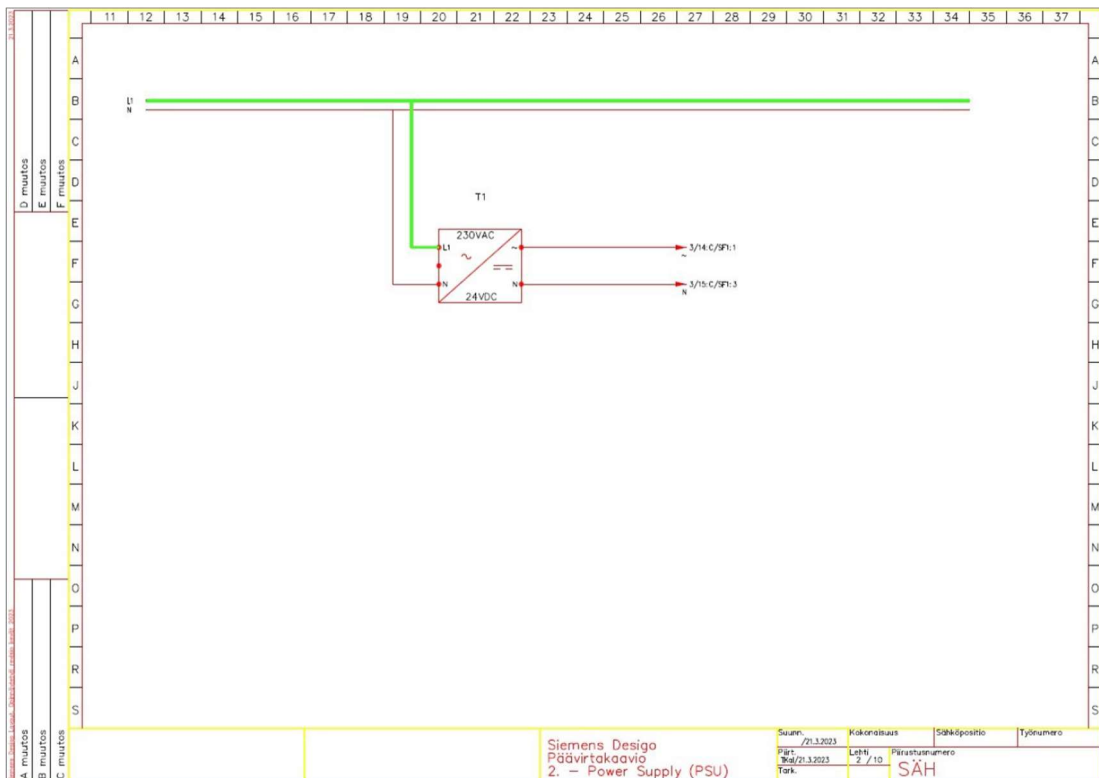 11 12 13 14 15 16 17 18 19 20 21 22 23 24 25 26 27 28 29 30 31 32 33 34 35 36 37
21.3.2023
A A
B B
L1
N
C C
D D
D muutos
E muutos
F muutos
T1
E E
230VAC
L1 ~ 3/14:C/SF1:1
~ ~
F F
N N 3/15:C/SF1:3
24VDC N
G G
H H
J J
K K
L L
M M
N N
O O
P P
R R
S S
A muutos
B muutos
C muutos
Siemens Desigo
Päävirtakaavio
2. – Power Supply (PSU)
Suunn. Kokonaisuus Sähköpositio Työnumero
/21.3.2023
Piirt. Lehti Piirustusnumero
/21.3.2023 2 / 10 SÄH
Tark.